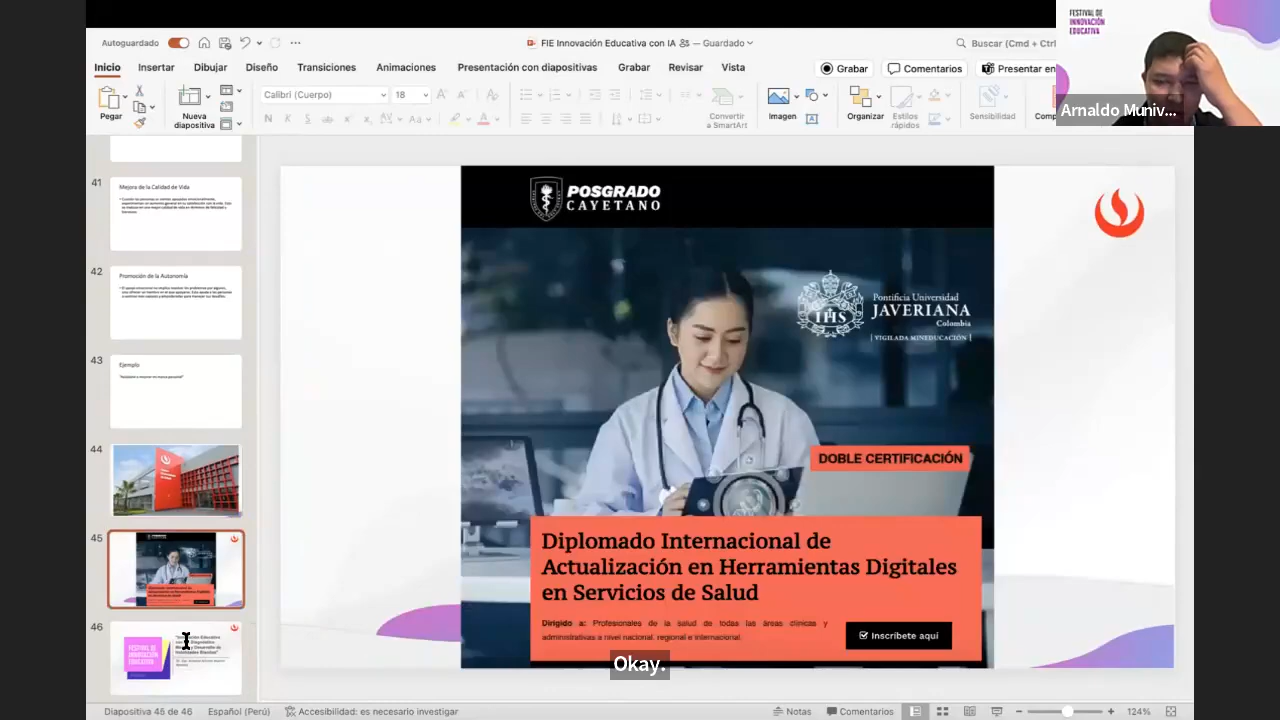 Autoguardado
FIE Innovación Educativa con IA
— Guardado
Buscar (Cmd + Ctrl
FESTIVAL DE
INNOVACIÓN
EDUCATIVA
Arnaldo Muniv...
Inicio
Insertar
Dibujar
Diseño
Transiciones
Animaciones
Presentación con diapositivas
Grabar
Revisar
Vista
Grabar
Comentarios
Presentar en
Pegar
Nueva
diapositiva
Calibri (Cuerpo)
18
Convertir
a SmartArt
Imagen
Organizar
Estilos
rápidos
Sensibilidad
41
Mejora de la Calidad de Vida
42
Promoción de la Autonomía
43
Ejemplo
44
45
46
FESTIVAL DE
INNOVACIÓN
EDUCATIVA
POSGRADO
CAYETANO
IHS
Pontificia Universidad
JAVERIANA
Colombia
| VIGILADA MINEDUCACIÓN |
DOBLE CERTIFICACIÓN
Diplomado Internacional de
Actualización en Herramientas Digitales
en Servicios de Salud
Dirigido a: Profesionales de la salud de todas las áreas clínicas y
administrativas a nivel nacional, regional e internacional.
Inscríbete aquí
Okay.
Diapositiva 45 de 46
Español (Perú)
Accesibilidad: es necesario investigar
Notas
Comentarios
124%